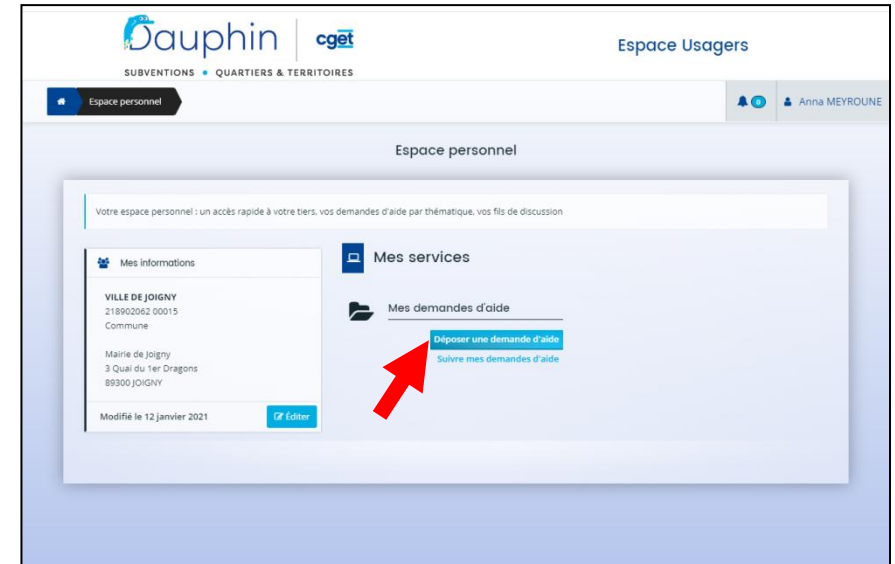 Dauphin
cget
SUBVENTIONS • QUARTIERS & TERRITOIRES
Espace Usagers
Espace personnel
0
Anna MEYROUNE
Espace personnel
Votre espace personnel : un accès rapide à votre tiers, vos demandes d'aide par thématique, vos fils de discussion
Mes informations
VILLE DE JOIGNY
218902062 00015
Commune
Mairie de Joigny
3 Quai du 1er Dragons
89300 JOIGNY
Modifié le 12 janvier 2021
Éditer
Mes services
Mes demandes d'aide
Déposer une demande d'aide
Suivre mes demandes d'aide